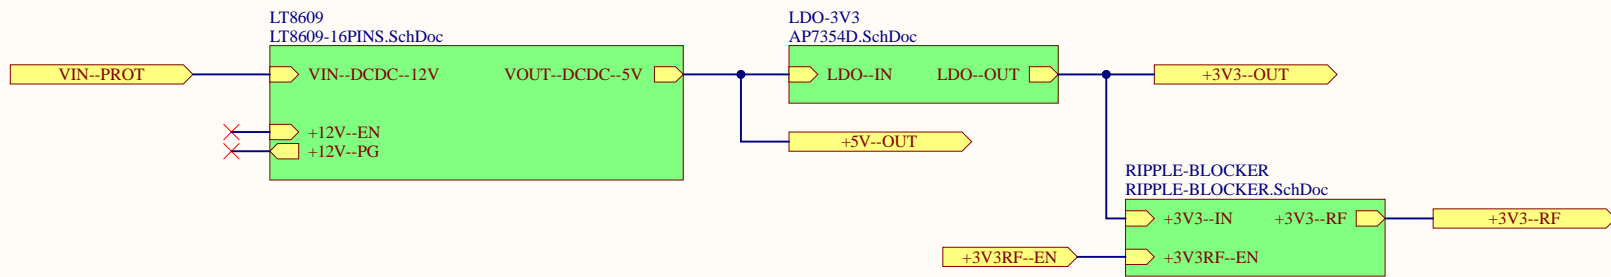 LT8609
LT8609-16PINS.SchDoc
LDO-3V3
AP7354D.SchDoc
VIN--PROT
VIN--DCDC--12V
VOUT--DCDC--5V
LDO--IN
LDO--OUT
+3V3--OUT
+12V--EN
+12V--PG
+5V--OUT
RIPPLE-BLOCKER
RIPPLE-BLOCKER.SchDoc
+3V3--IN
+3V3--RF
+3V3--RF
+3V3RF--EN
+3V3RF--EN